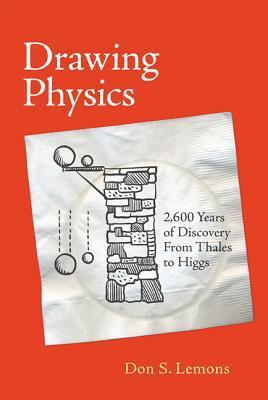 Drawing
Physics
2,600 Years
of Discovery
From Thales
to Higgs
Don S. Lemons